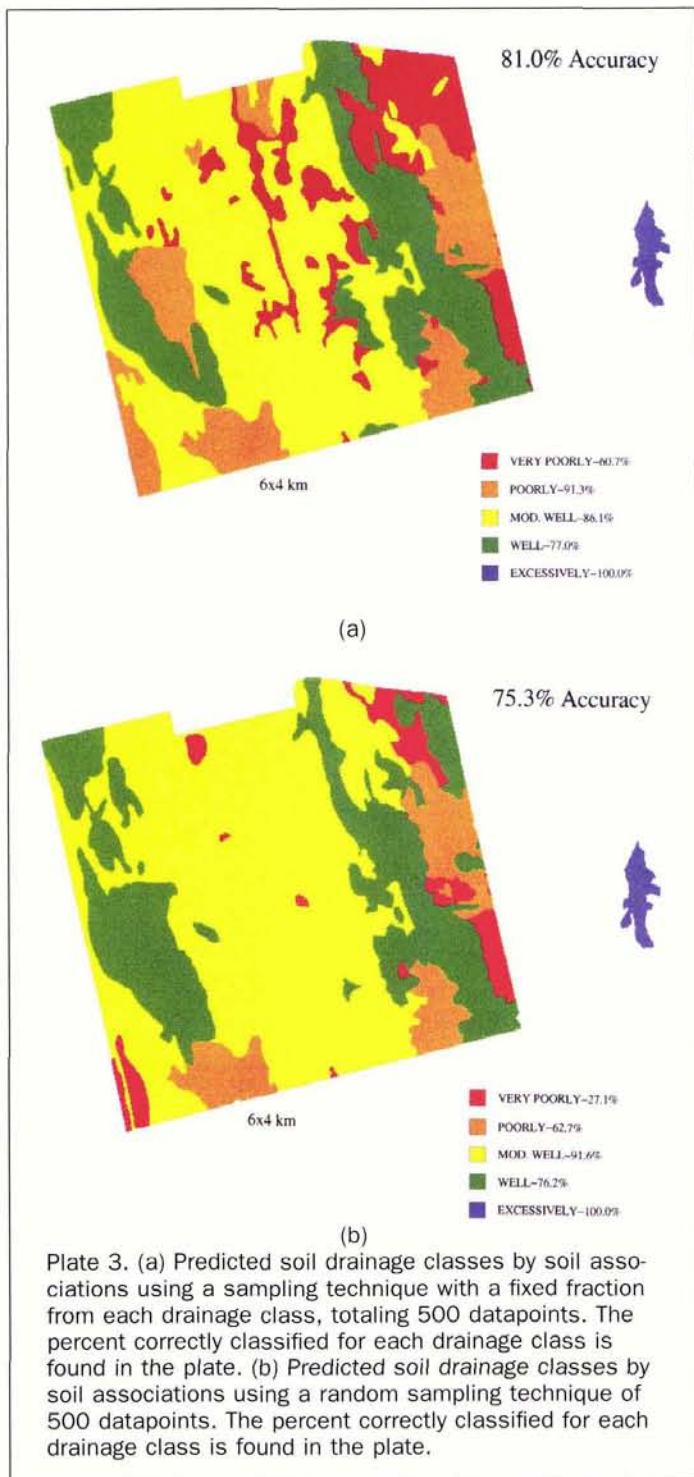 81.0% Accuracy
6x4 km
VERY POORLY-60.7%
POORLY-91.3%
MOD. WELL-86.1%
WELL-77.0%
EXCESSIVELY-100.0%
(a)
75.3% Accuracy
6x4 km
VERY POORLY-27.1%
POORLY-62.7%
MOD. WELL-91.6%
WELL-76.2%
EXCESSIVELY-100.0%
(b)
Plate 3. (a) Predicted soil drainage classes by soil asso-
ciations using a sampling technique with a fixed fraction
from each drainage class, totaling 500 datapoints. The
percent correctly classified for each drainage class is
found in the plate. (b) Predicted soil drainage classes by
soil associations using a random sampling technique of
500 datapoints. The percent correctly classified for each
drainage class is found in the plate.